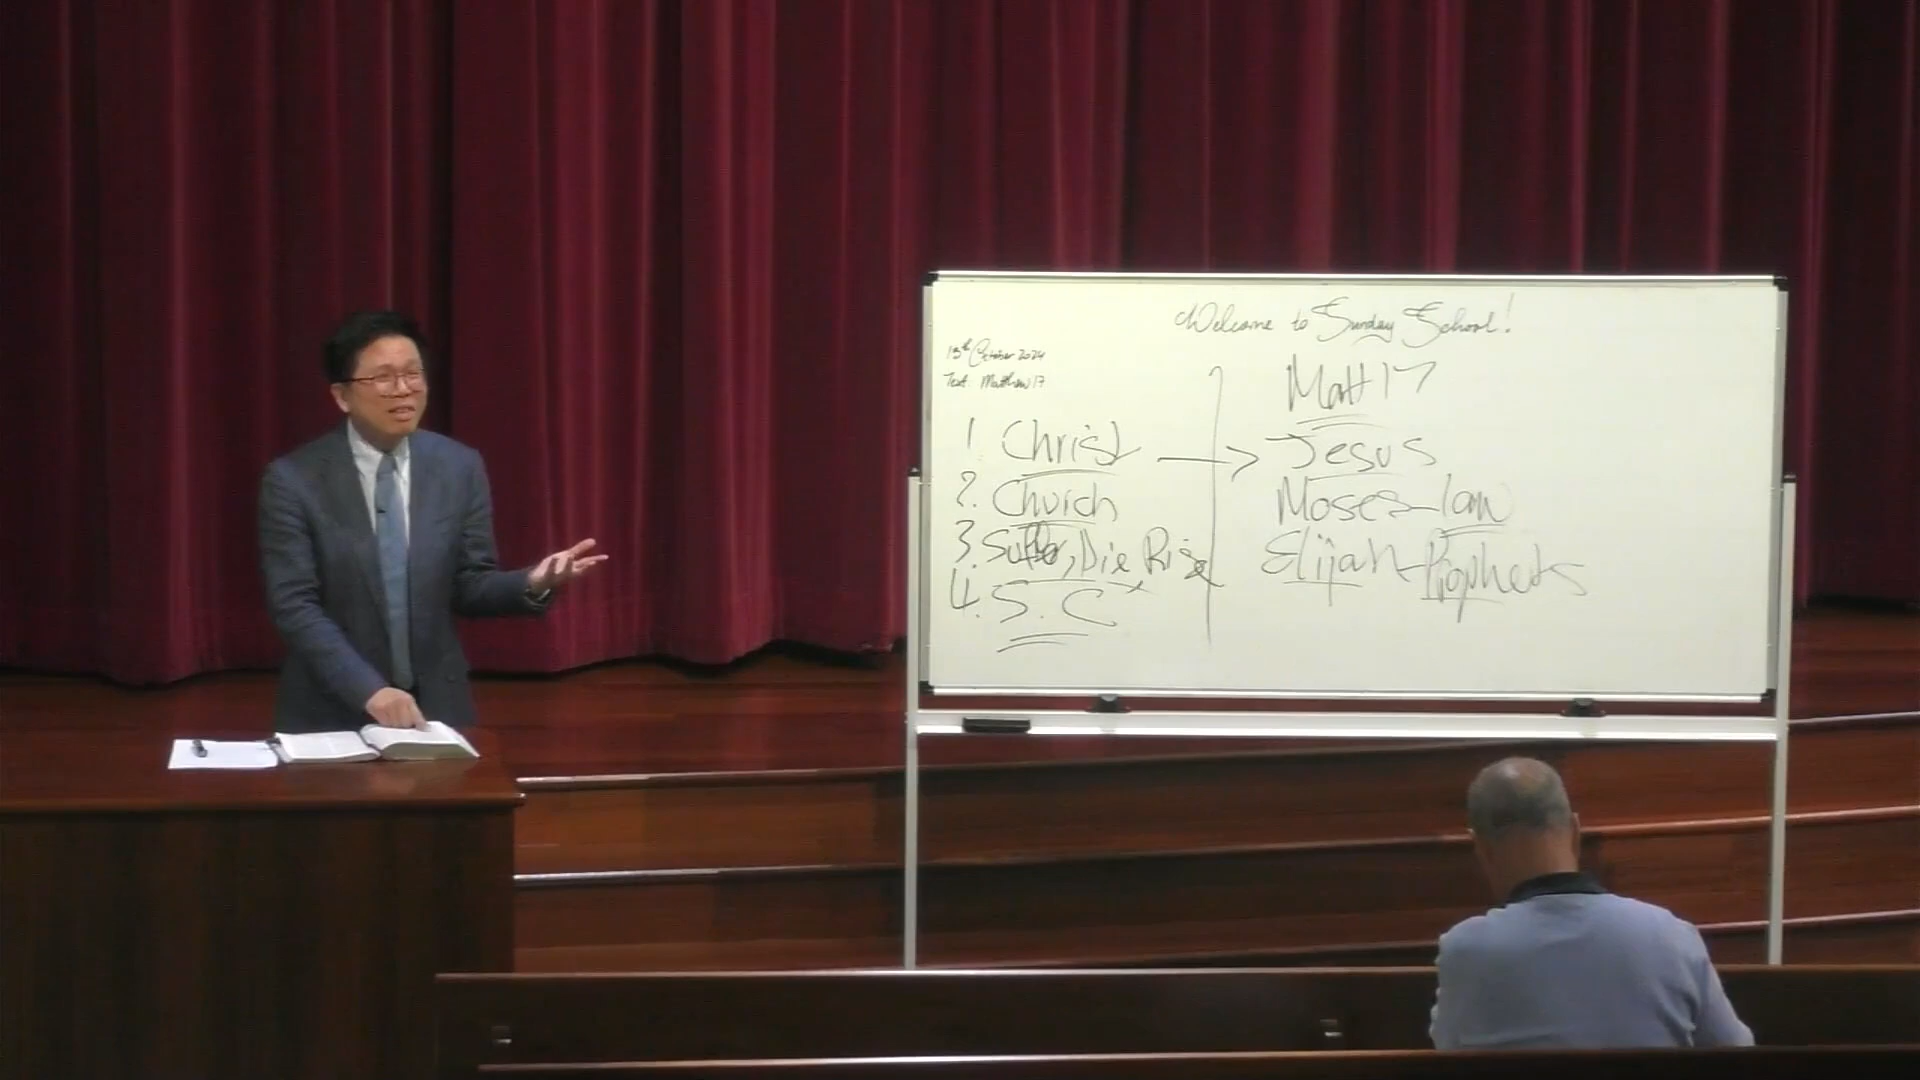 Welcome to Sunday School!
13th October 2024
Text: Matthew 17
1. Christ
2. Church
3. Suffer, Die Rise
4. S. C
Matt 17
Jesus
Moses - law
Elijah - Prophets